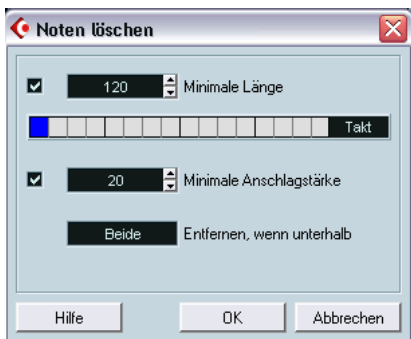 Noten löschen
120 Minimale Länge
Takt
20 Minimale Anschlagstärke
Beide Entfernen, wenn unterhalb
Hilfe OK Abbrechen